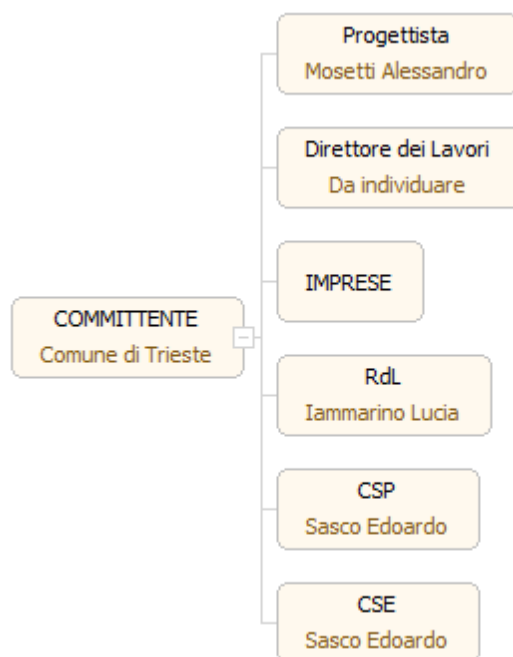 Progettista
Mosetti Alessandro
Direttore dei Lavori
Da individuare
IMPRESE
COMMITTENTE
Comune di Trieste
RdL
Iammarino Lucia
CSP
Sasco Edoardo
CSE
Sasco Edoardo